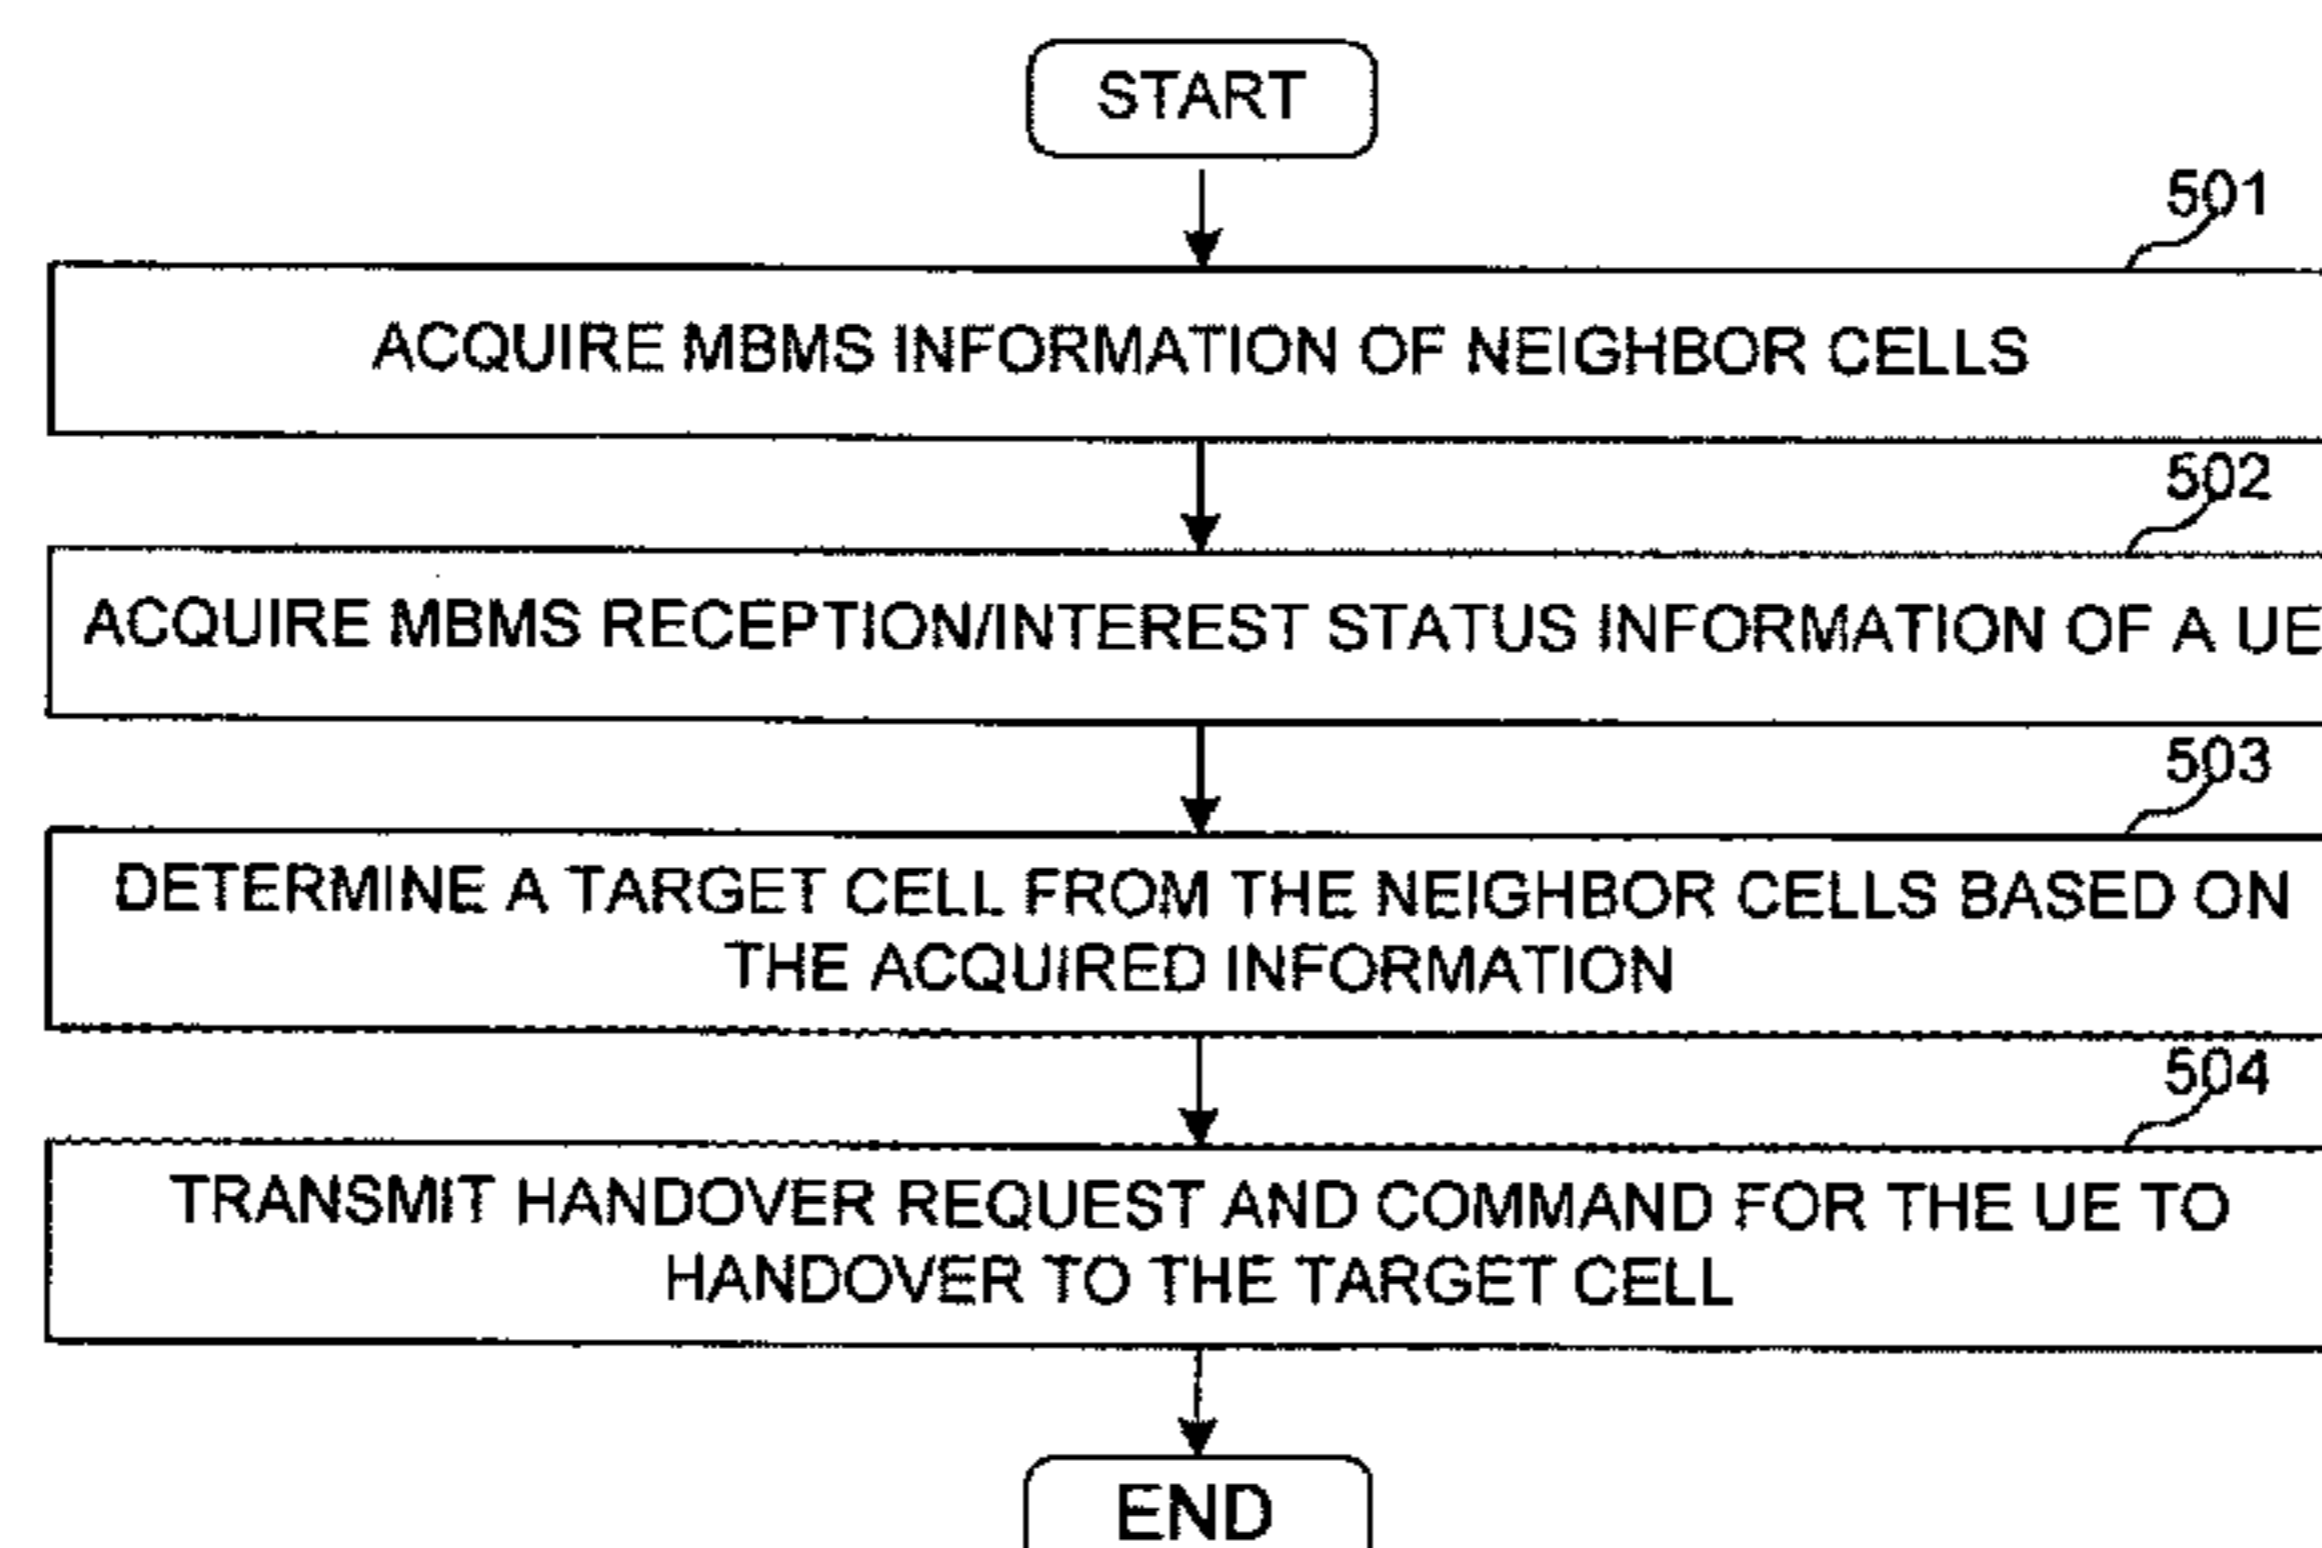 START
501
ACQUIRE MBMS INFORMATION OF NEIGHBOR CELLS
502
ACQUIRE MBMS RECEPTION/INTEREST STATUS INFORMATION OF A UE
503
DETERMINE A TARGET CELL FROM THE NEIGHBOR CELLS BASED ON
THE ACQUIRED INFORMATION
504
TRANSMIT HANDOVER REQUEST AND COMMAND FOR THE UE TO
HANDOVER TO THE TARGET CELL
END